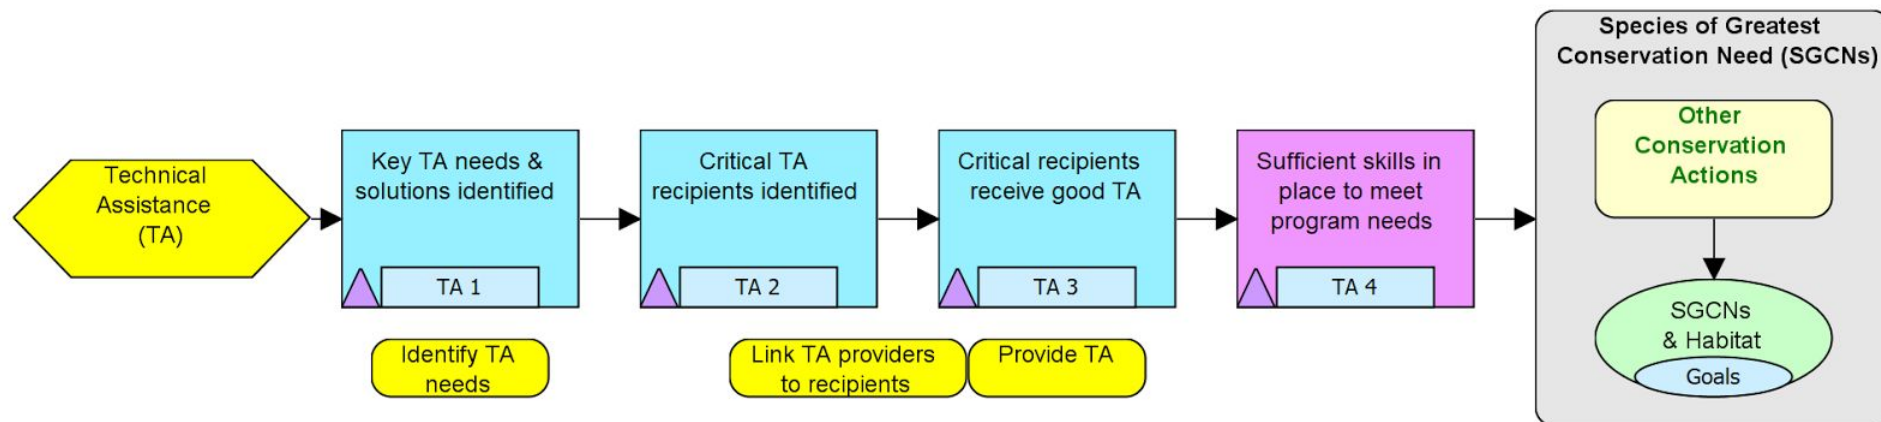 Technical
Assistance
(TA)
Key TA needs &
solutions identified
TA 1
Critical TA
recipients identified
TA 2
Critical recipients
receive good TA
TA 3
Sufficient skills in
place to meet
program needs
TA 4
Identify TA
needs
Link TA providers
to recipients
Provide TA
Species of Greatest
Conservation Need (SGCNs)
Other
Conservation
Actions
SGCNs
& Habitat
Goals